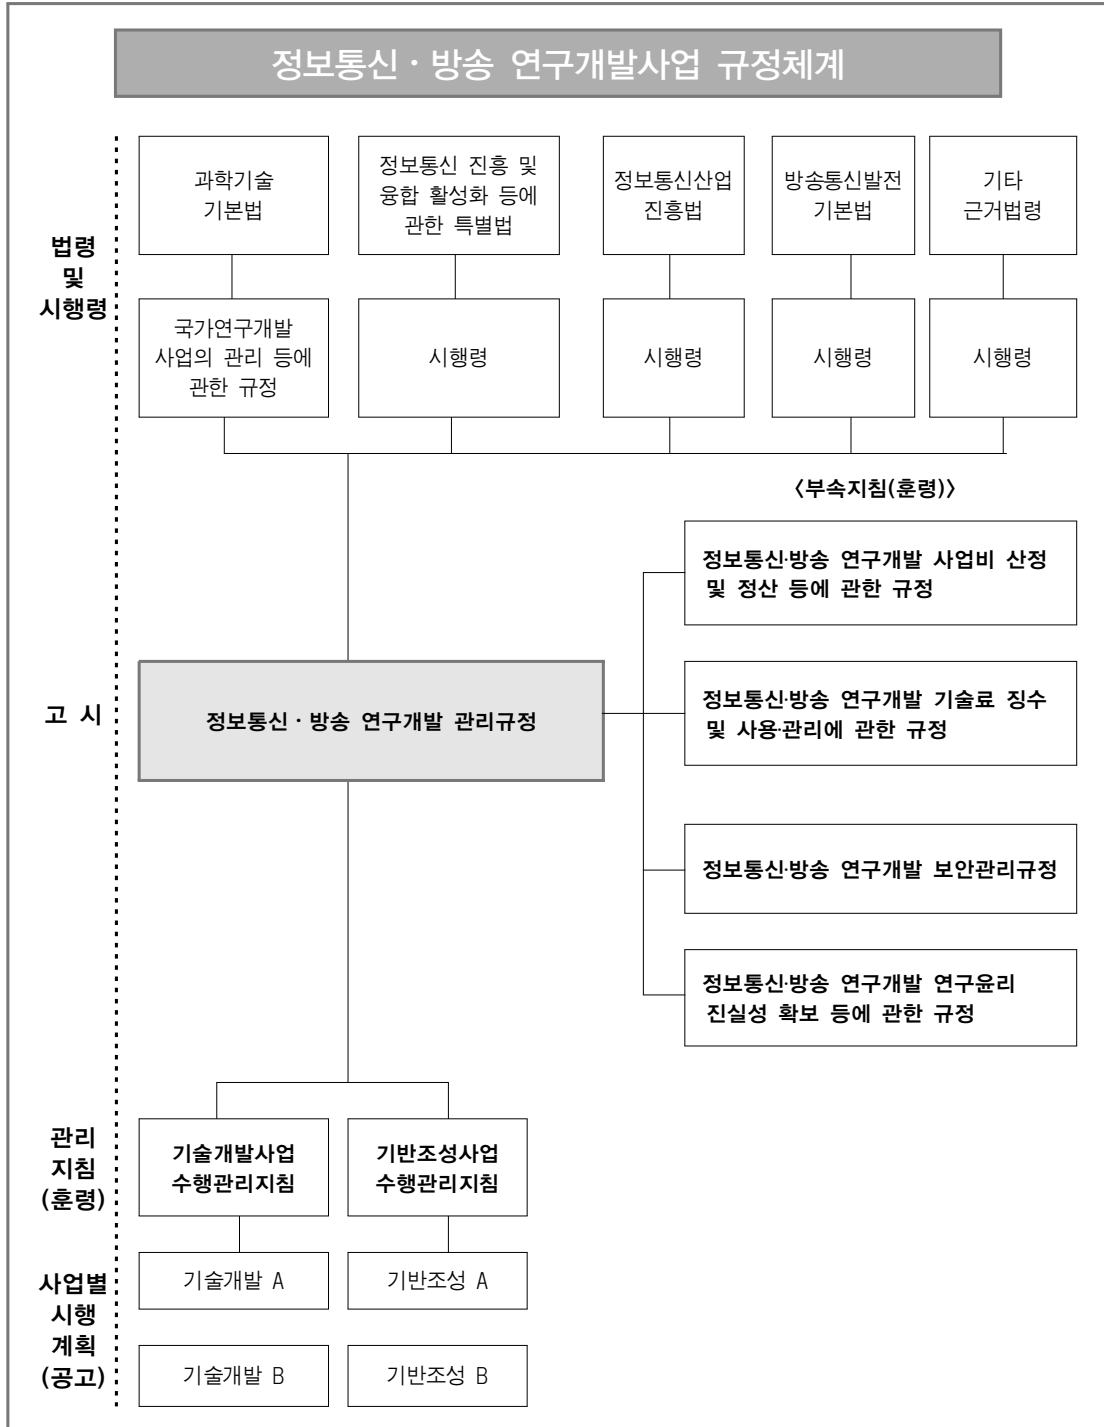 정보통신 · 방송 연구개발사업 규정체계
법령
및
시행령
과학기술
기본법
정보통신 진흥 및
융합 활성화 등에
관한 특별법
정보통신산업
진흥법
방송통신발전
기본법
기타
근거법령
국가연구개발
사업의 관리 등에
관한 규정
시행령
시행령
시행령
시행령
〈부속지침(훈령)〉
정보통신·방송 연구개발 사업비 산정
및 정산 등에 관한 규정
고 시
정보통신 · 방송 연구개발 관리규정
정보통신·방송 연구개발 기술료 징수
및 사용·관리에 관한 규정
정보통신·방송 연구개발 보안관리규정
정보통신·방송 연구개발 연구윤리
진실성 확보 등에 관한 규정
관리
지침
(훈령)
기술개발사업
수행관리지침
기반조성사업
수행관리지침
사업별
시행
계획
(공고)
기술개발 A
기반조성 A
기술개발 B
기반조성 B